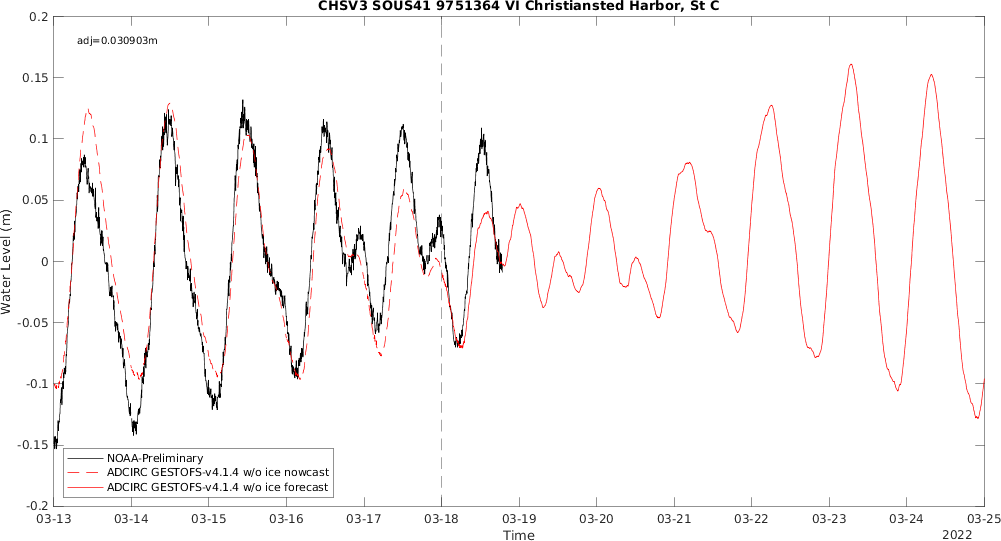 CHSV3 SOUS41 9751364 VI Christiansted Harbor, St C
adj=0.030903m
0.2
0.15
0.1
0.05
0
-0.05
-0.1
-0.15
-0.2
Water Level (m)
NOAA-Preliminary
ADCIRC GESTOFS-v4.1.4 w/o ice nowcast
ADCIRC GESTOFS-v4.1.4 w/o ice forecast
03-13 03-14 03-15 03-16 03-17 03-18 03-19 03-20 03-21 03-22 03-23 03-24 03-25
Time
2022